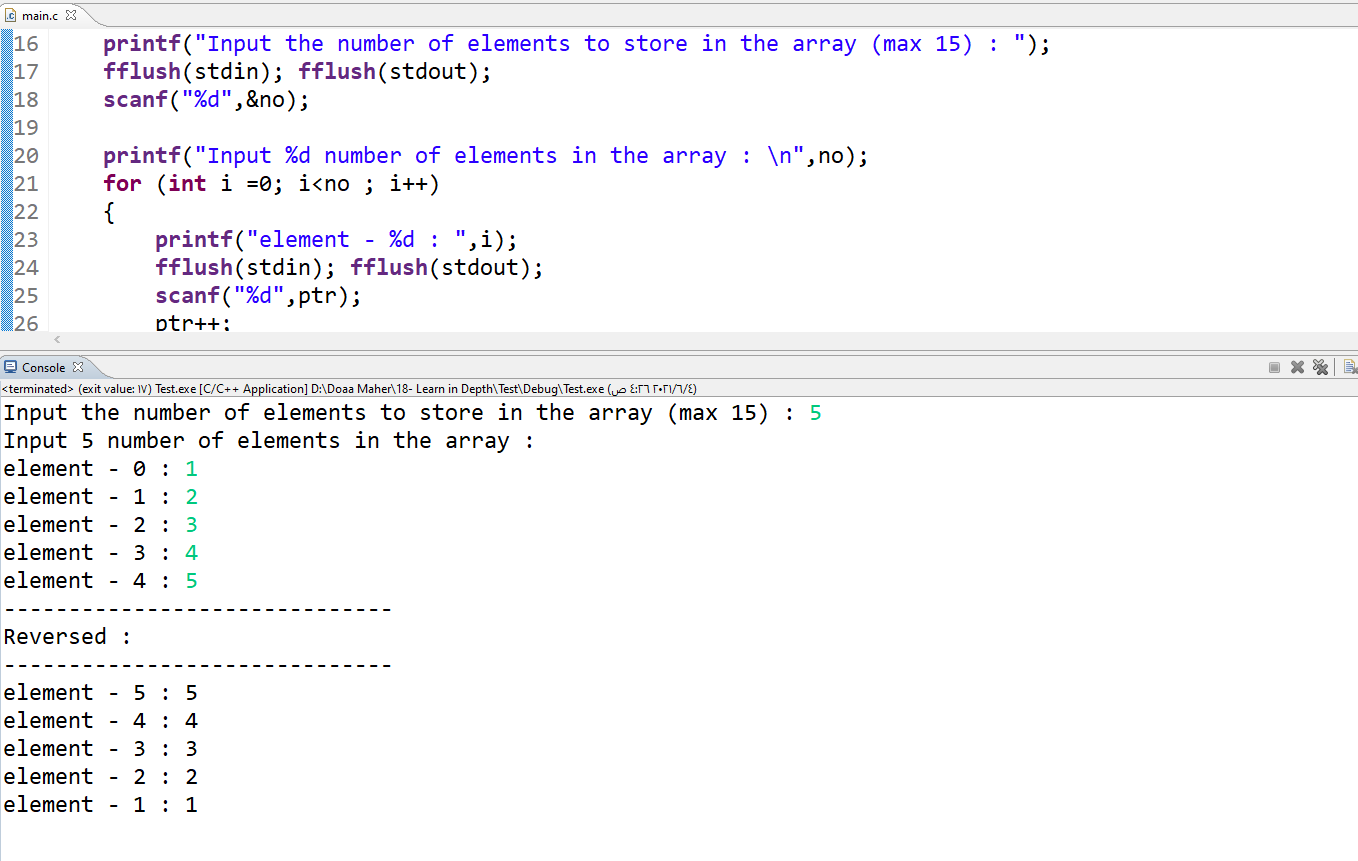 main.c
16 printf("Input the number of elements to store in the array (max 15) : ");
17 fflush(stdin); fflush(stdout);
18 scanf("%d",&no);
19
20 printf("Input %d number of elements in the array : \n",no);
21 for (int i =0; i<no ; i++)
22 {
23 printf("element - %d : ",i);
24 fflush(stdin); fflush(stdout);
25 scanf("%d",ptr);
26 ptr++;
Console
<terminated> (exit value: ١٧) Test.exe [C/C++ Application] D:\Doaa Maher\18- Learn in Depth\Test\Debug\Test.exe (٤/٦/٢٠٢١ ٤:٢٦ ص)
Input the number of elements to store in the array (max 15) : 5
Input 5 number of elements in the array :
element - 0 : 1
element - 1 : 2
element - 2 : 3
element - 3 : 4
element - 4 : 5
------------------------------
Reversed :
------------------------------
element - 5 : 5
element - 4 : 4
element - 3 : 3
element - 2 : 2
element - 1 : 1